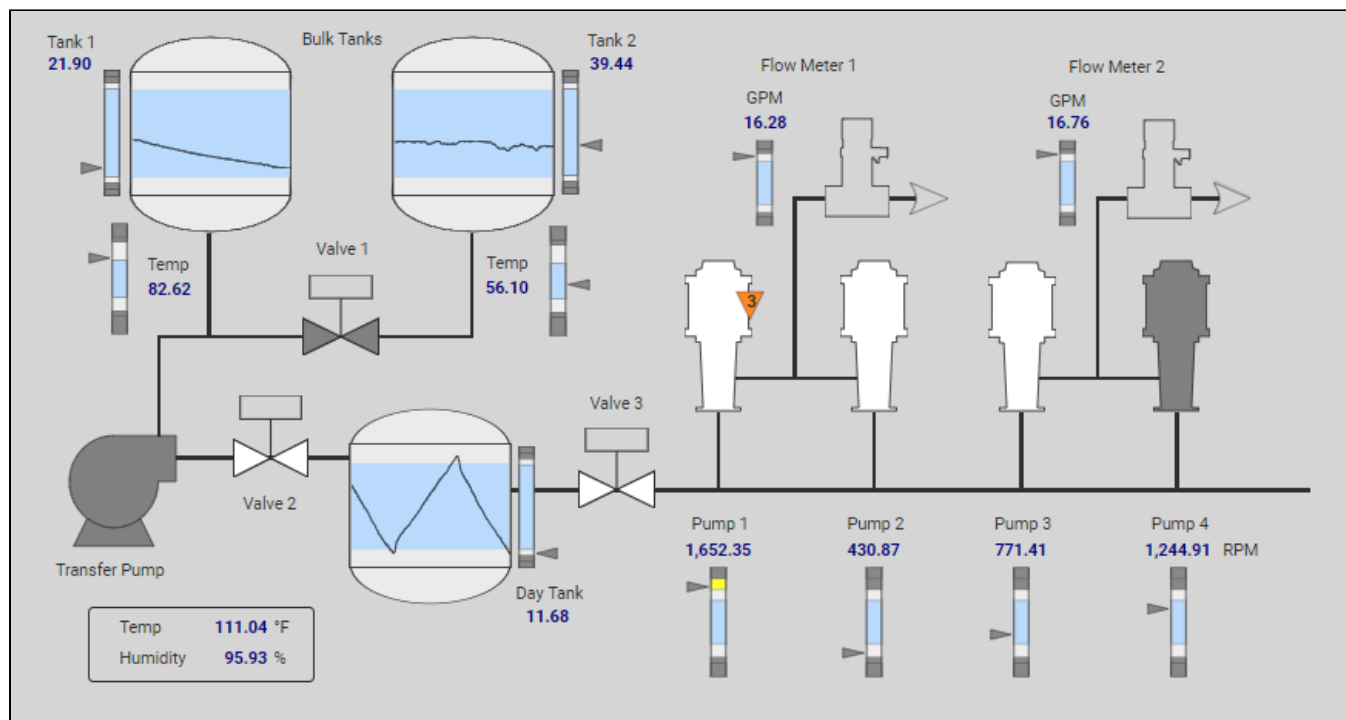 Tank 1
21.90
Bulk Tanks
Tank 2
39.44
Flow Meter 1
GPM
16.28
Flow Meter 2
GPM
16.76
Temp
82.62
Valve 1
Temp
56.10
3
Valve 2
Valve 3
Transfer Pump
Day Tank
11.68
Pump 1
1,652.35
Pump 2
430.87
Pump 3
771.41
Pump 4
1,244.91 RPM
Temp 111.04 °F
Humidity 95.93 %